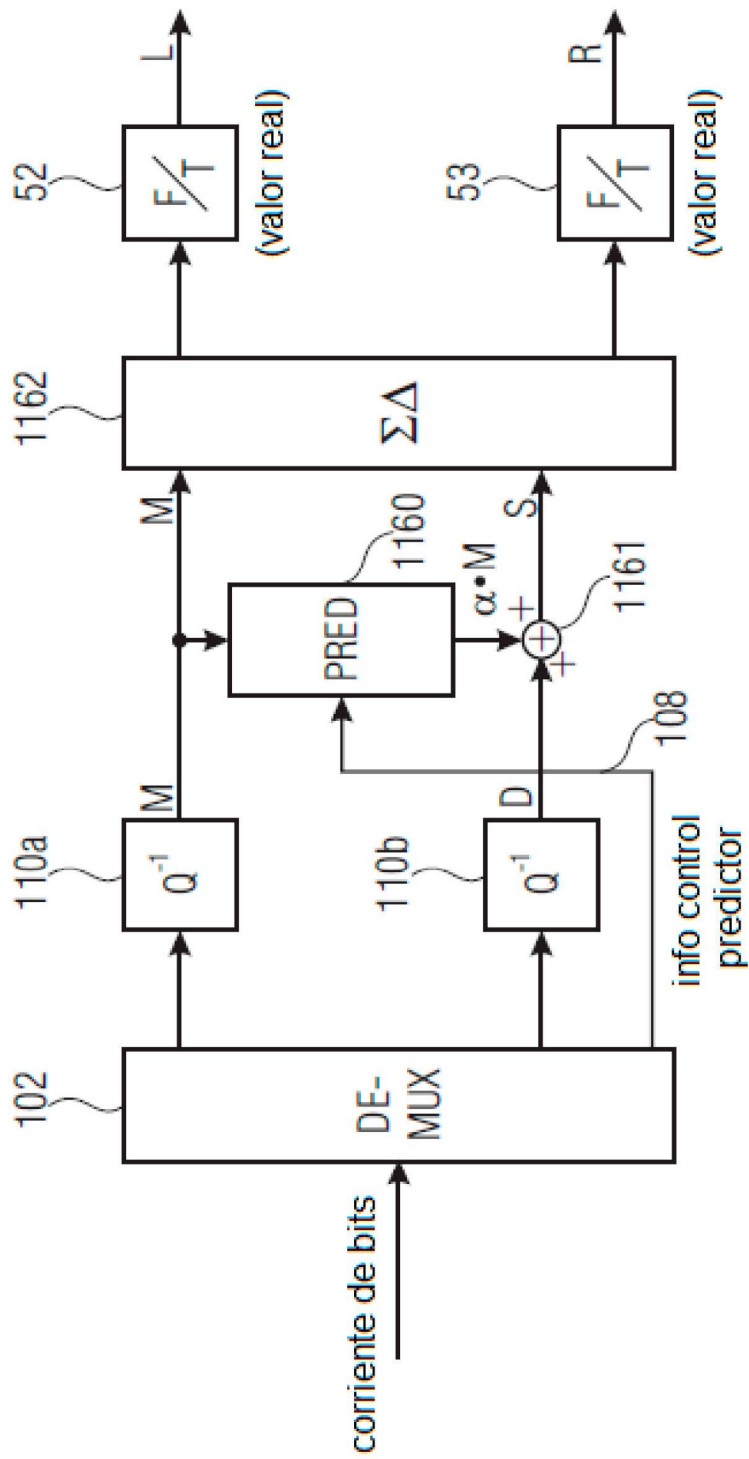 corriente de bits
102
DE-
MUX
110a
Q⁻¹
M
110b
Q⁻¹
D
info control
predictor
108
PRED
1160
α•M
+
+
+
1161
M
S
1162
ΣΔ
52
F/T
(valor real)
L
53
F/T
(valor real)
R